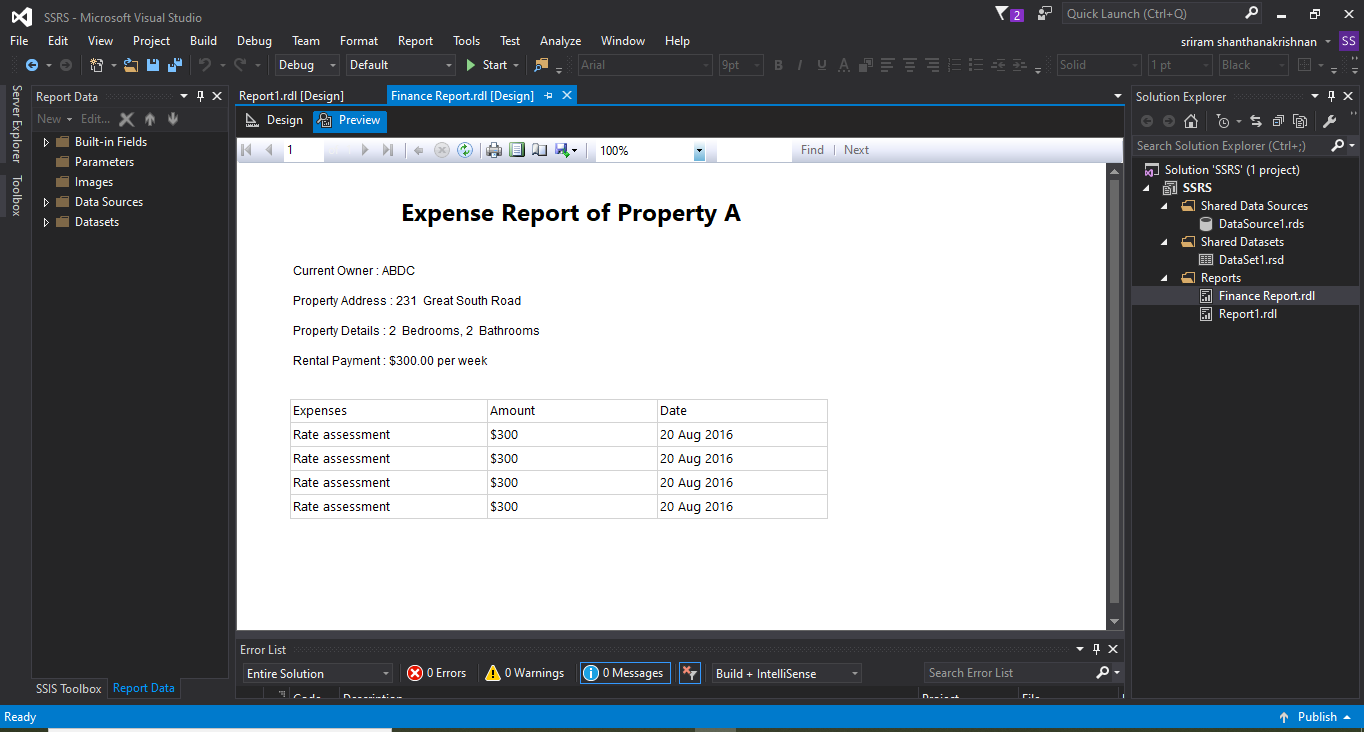 SSRS - Microsoft Visual Studio
2
Quick Launch (Ctrl+Q)
File Edit View Project Build Debug Team Format Report Tools Test Analyze Window Help
sriram shanthanakrishnan SS
Debug Default Start Arial 9pt B I U A Solid 1 pt Black
Server Explorer
Toolbox
Report Data
New Edit...
Built-in Fields
Parameters
Images
Data Sources
Datasets
SSIS Toolbox Report Data
Report1.rdl [Design] Finance Report.rdl [Design]
Design Preview
1 100% Find Next
Expense Report of Property A
Current Owner : ABDC
Property Address : 231 Great South Road
Property Details : 2 Bedrooms, 2 Bathrooms
Rental Payment : $300.00 per week
Expenses Amount Date
Rate assessment $300 20 Aug 2016
Rate assessment $300 20 Aug 2016
Rate assessment $300 20 Aug 2016
Rate assessment $300 20 Aug 2016
Error List
Entire Solution 0 Errors 0 Warnings 0 Messages Build + IntelliSense Search Error List
Code Description Project File
Solution Explorer
Search Solution Explorer (Ctrl+;)
Solution 'SSRS' (1 project)
SSRS
Shared Data Sources
DataSource1.rds
Shared Datasets
DataSet1.rsd
Reports
Finance Report.rdl
Report1.rdl
Ready
Publish